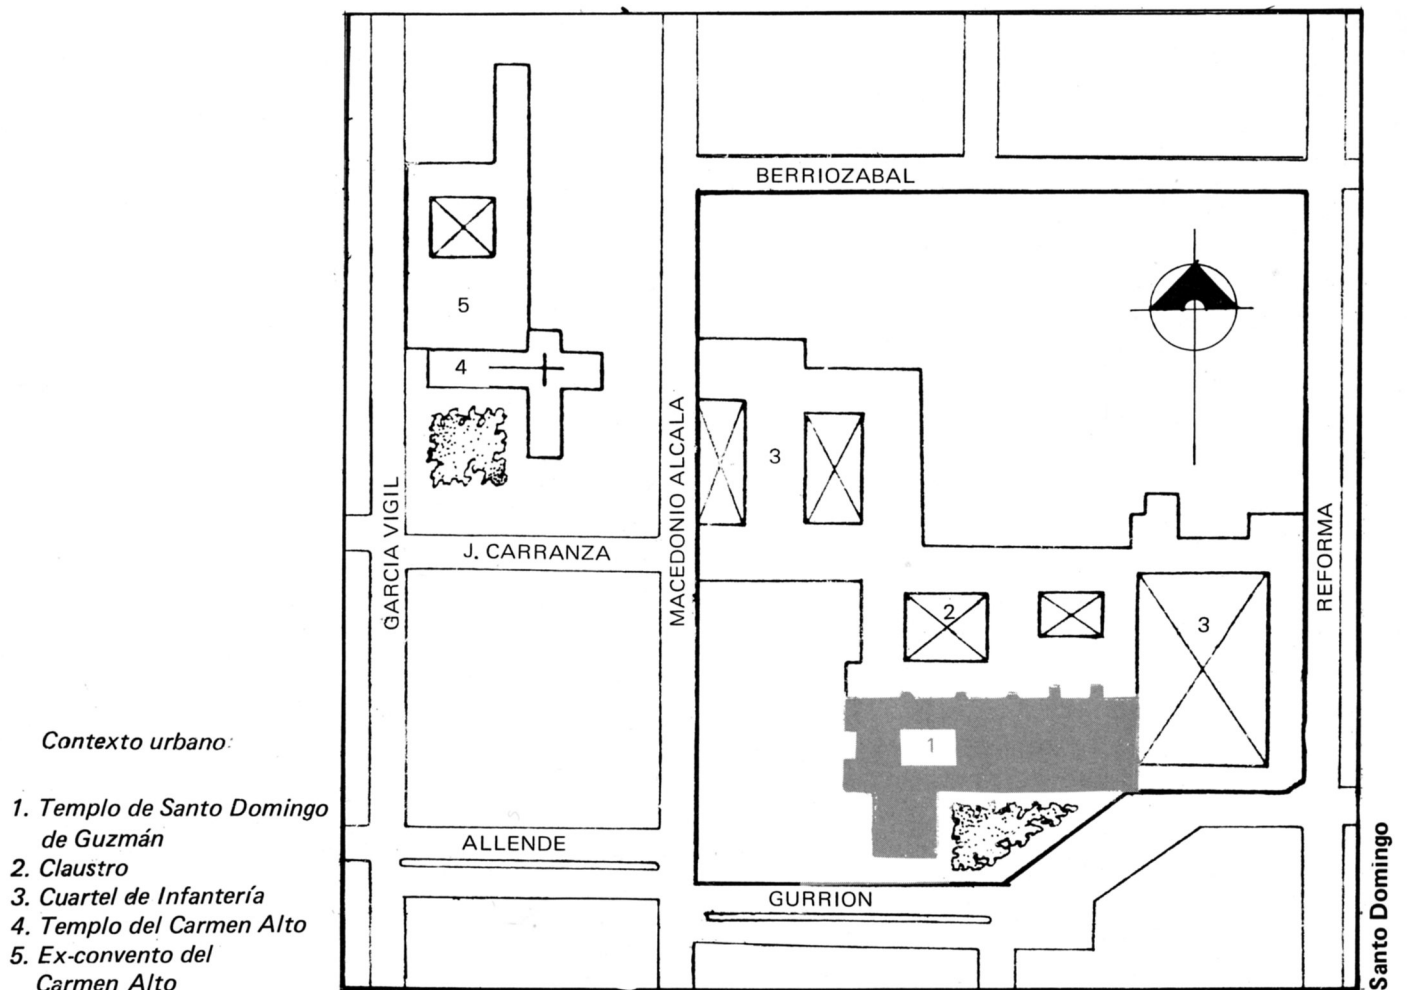 BERRIOZABAL
5
4
3
GARCIA VIGIL
J. CARRANZA
MACEDONIO ALCALA
REFORMA
2
3
1
ALLENDE
GURRION
Contexto urbano:
1. Templo de Santo Domingo
de Guzmán
2. Claustro
3. Cuartel de Infantería
4. Templo del Carmen Alto
5. Ex-convento del
Carmen Alto
Santo Domingo